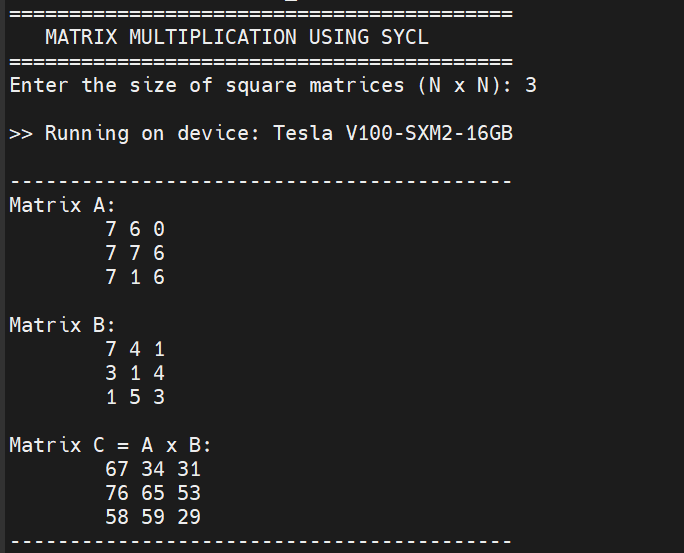 ==========================================
   MATRIX MULTIPLICATION USING SYCL
==========================================
Enter the size of square matrices (N x N): 3
>> Running on device: Tesla V100-SXM2-16GB
------------------------------------------
Matrix A:
        7 6 0
        7 7 6
        7 1 6
Matrix B:
        7 4 1
        3 1 4
        1 5 3
Matrix C = A x B:
        67 34 31
        76 65 53
        58 59 29
------------------------------------------